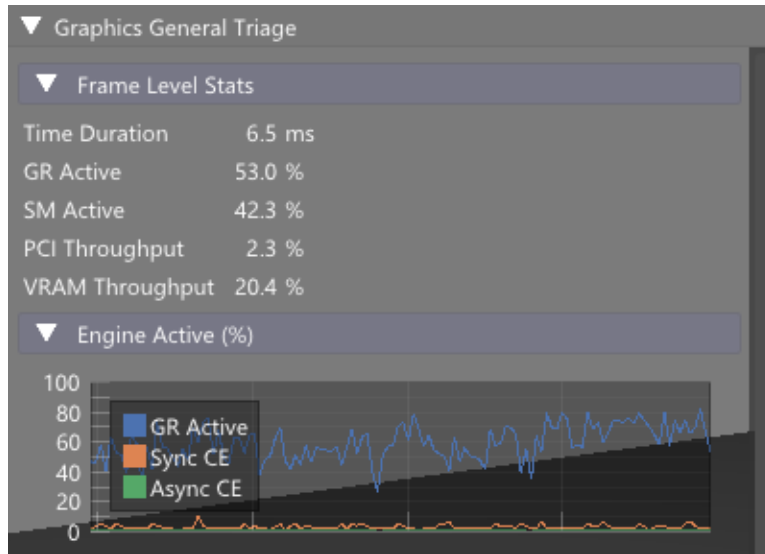 Graphics General Triage
Frame Level Stats
Time Duration 6.5 ms
GR Active 53.0 %
SM Active 42.3 %
PCI Throughput 2.3 %
VRAM Throughput 20.4 %
Engine Active (%)
100
80
60
40
20
0
GR Active
Sync CE
Async CE